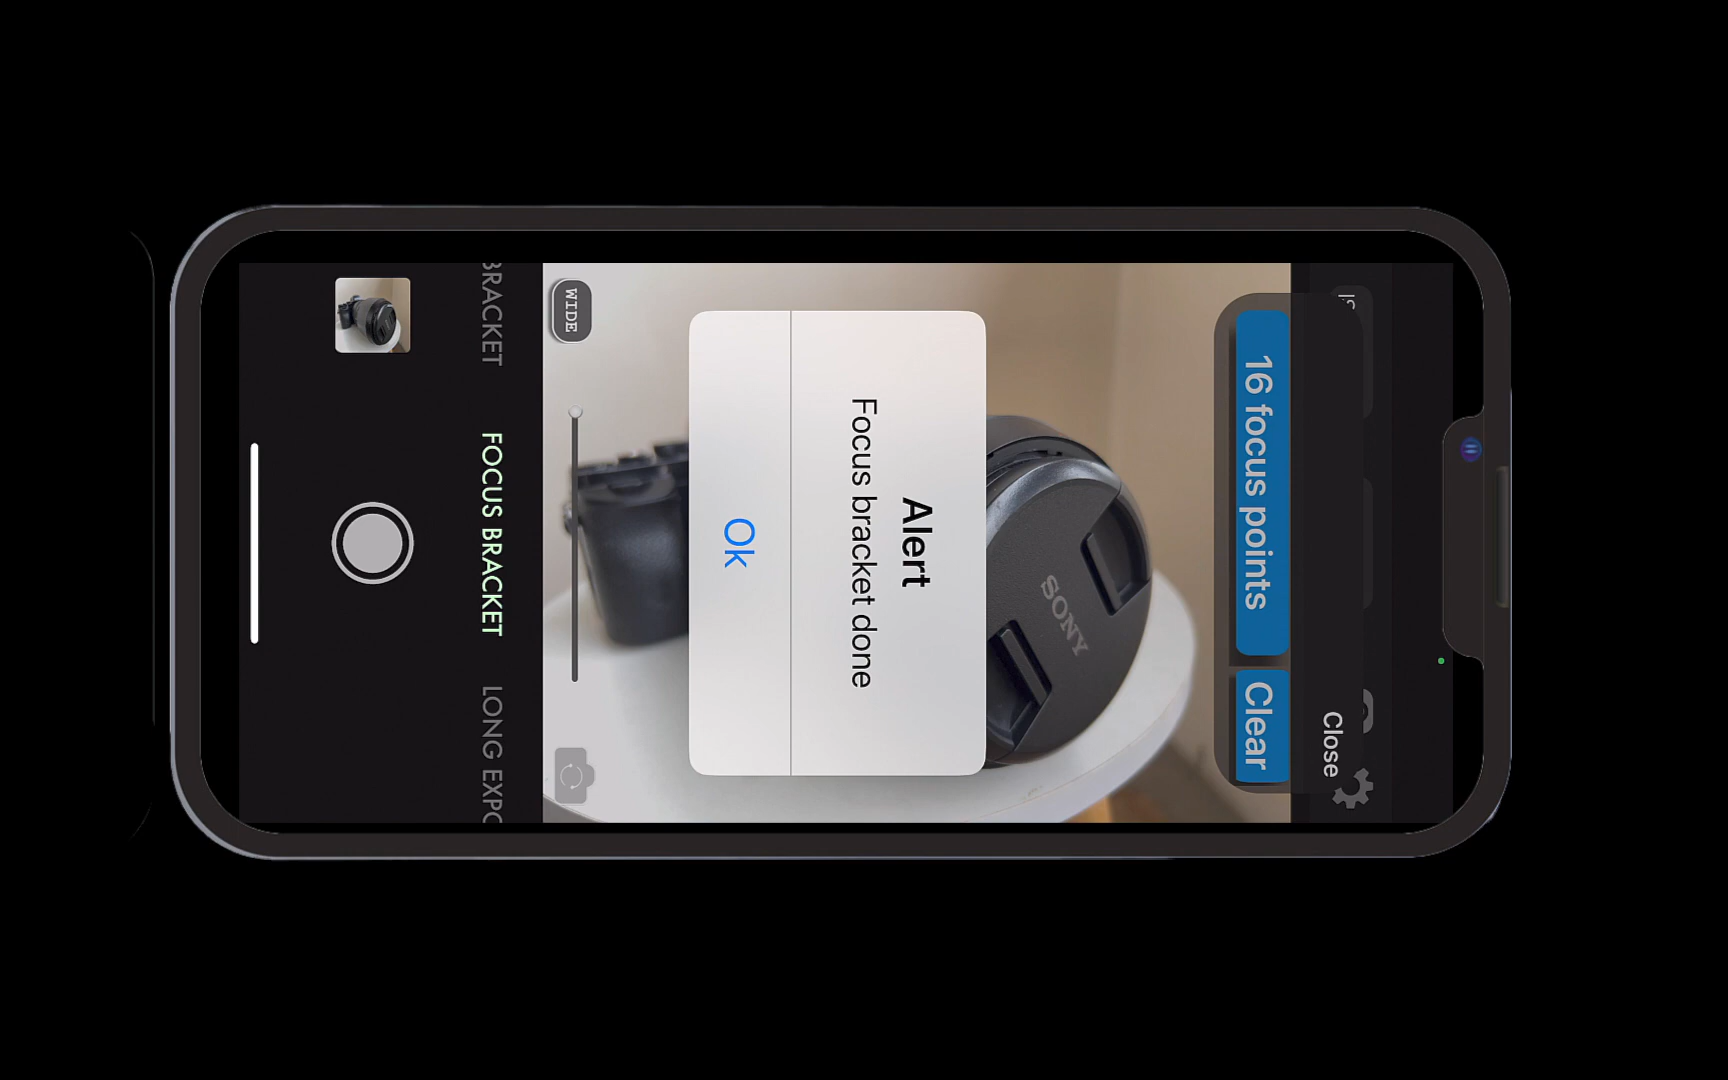 Close
16 focus points
Clear
SONY
Alert
Focus bracket done
Ok
WIDE
BRACKET
FOCUS BRACKET
LONG EXPO